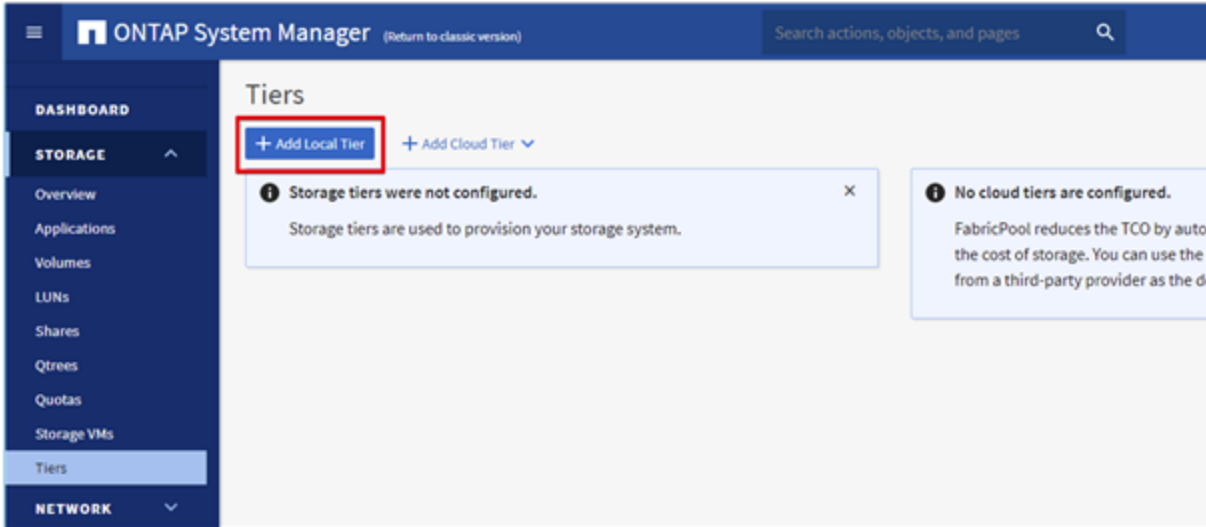 ONTAP System Manager (Return to classic version)
Search actions, objects, and pages
DASHBOARD
STORAGE
Overview
Applications
Volumes
LUNs
Shares
Qtrees
Quotas
Storage VMs
Tiers
NETWORK
Tiers
+ Add Local Tier
+ Add Cloud Tier
Storage tiers were not configured.
Storage tiers are used to provision your storage system.
No cloud tiers are configured.
FabricPool reduces the TCO by auto
the cost of storage. You can use the
from a third-party provider as the